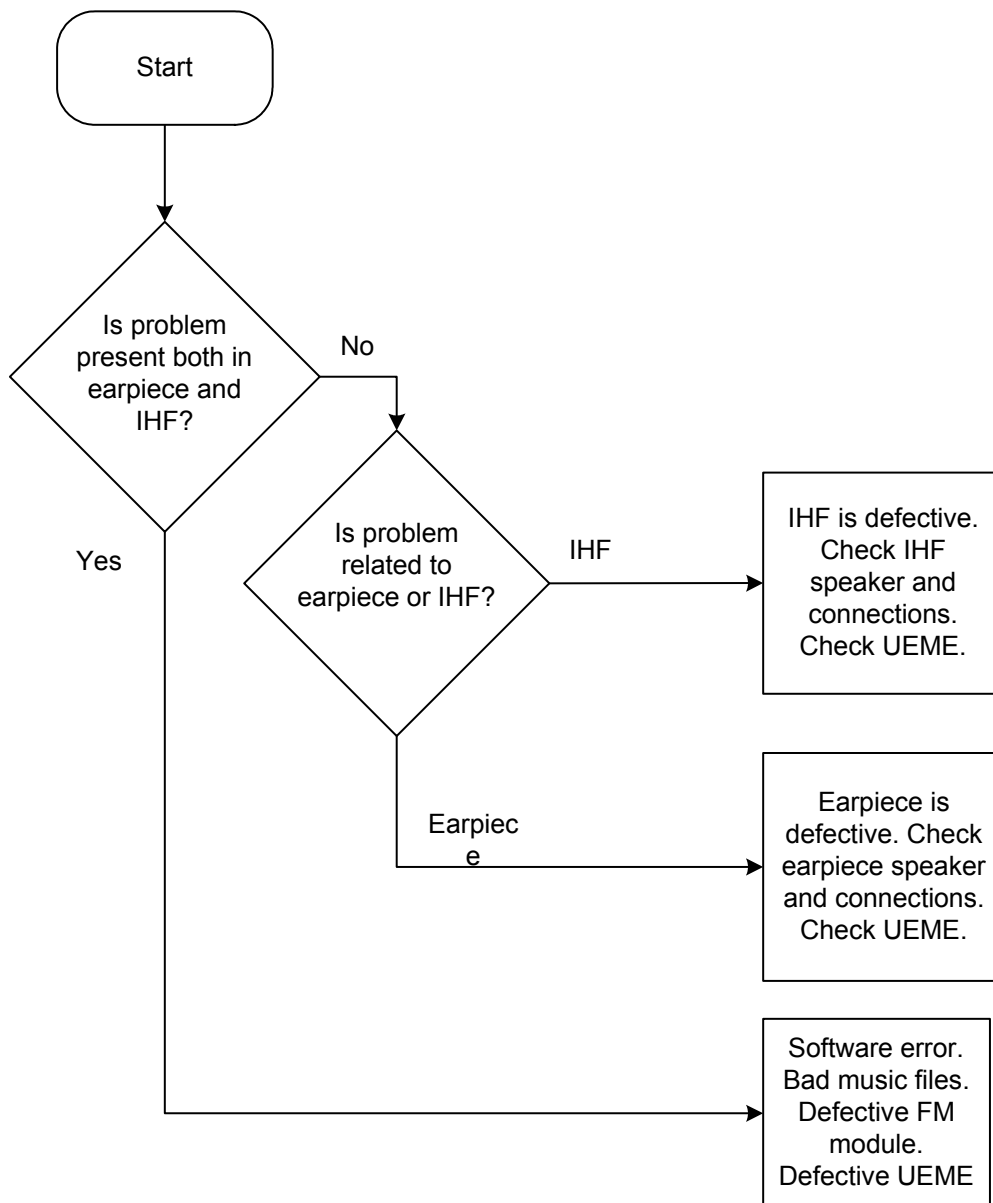 Start
Is problem
present both in
earpiece and
IHF?
No
Yes
Is problem
related to
earpiece or IHF?
IHF
IHF is defective.
Check IHF
speaker and
connections.
Check UEME.
Earpiec
e
Earpiece is
defective. Check
earpiece speaker
and connections.
Check UEME.
Software error.
Bad music files.
Defective FM
module.
Defective UEME